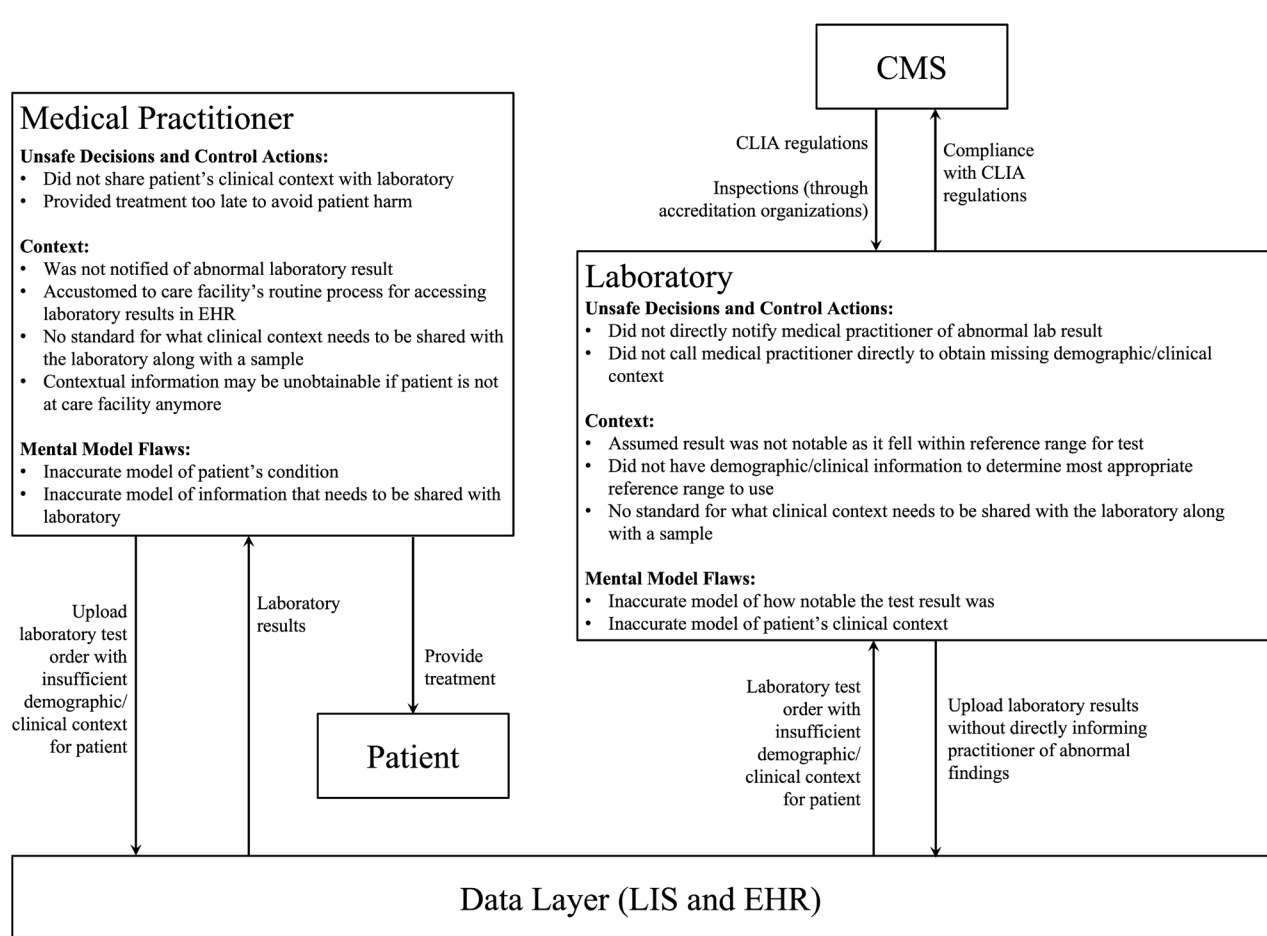 CMS
Medical Practitioner
Unsafe Decisions and Control Actions:
• Did not share patient's clinical context with laboratory
• Provided treatment too late to avoid patient harm
Context:
• Was not notified of abnormal laboratory result
• Accustomed to care facility's routine process for accessing
laboratory results in EHR
• No standard for what clinical context needs to be shared with
the laboratory along with a sample
• Contextual information may be unobtainable if patient is not
at care facility anymore
Mental Model Flaws:
• Inaccurate model of patient's condition
• Inaccurate model of information that needs to be shared with
laboratory
CLIA regulations
Inspections (through
accreditation organizations)
Compliance
with CLIA
regulations
Laboratory
Unsafe Decisions and Control Actions:
• Did not directly notify medical practitioner of abnormal lab result
• Did not call medical practitioner directly to obtain missing demographic/clinical
context
Context:
• Assumed result was not notable as it fell within reference range for test
• Did not have demographic/clinical information to determine most appropriate
reference range to use
• No standard for what clinical context needs to be shared with the laboratory along
with a sample
Mental Model Flaws:
• Inaccurate model of how notable the test result was
• Inaccurate model of patient's clinical context
Upload
laboratory test
order with
insufficient
demographic/
clinical context
for patient
Laboratory
results
Provide
treatment
Patient
Laboratory test
order with
insufficient
demographic/
clinical context
for patient
Upload laboratory results
without directly informing
practitioner of abnormal
findings
Data Layer (LIS and EHR)